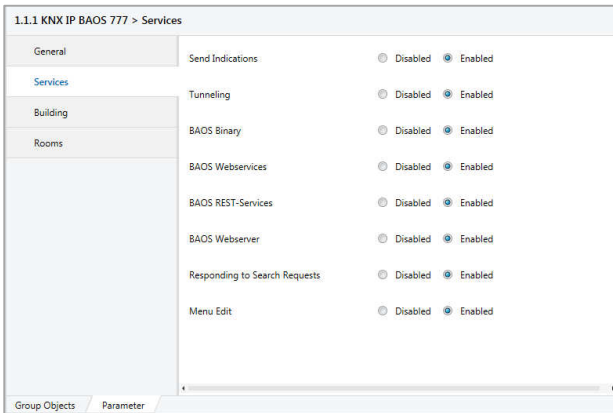 1.1.1 KNX IP BAOS 777 > Services
General
Services
Building
Rooms
Send Indications Disabled Enabled
Tunneling Disabled Enabled
BAOS Binary Disabled Enabled
BAOS Webservices Disabled Enabled
BAOS REST-Services Disabled Enabled
BAOS Webserver Disabled Enabled
Responding to Search Requests Disabled Enabled
Menu Edit Disabled Enabled
Group Objects Parameter